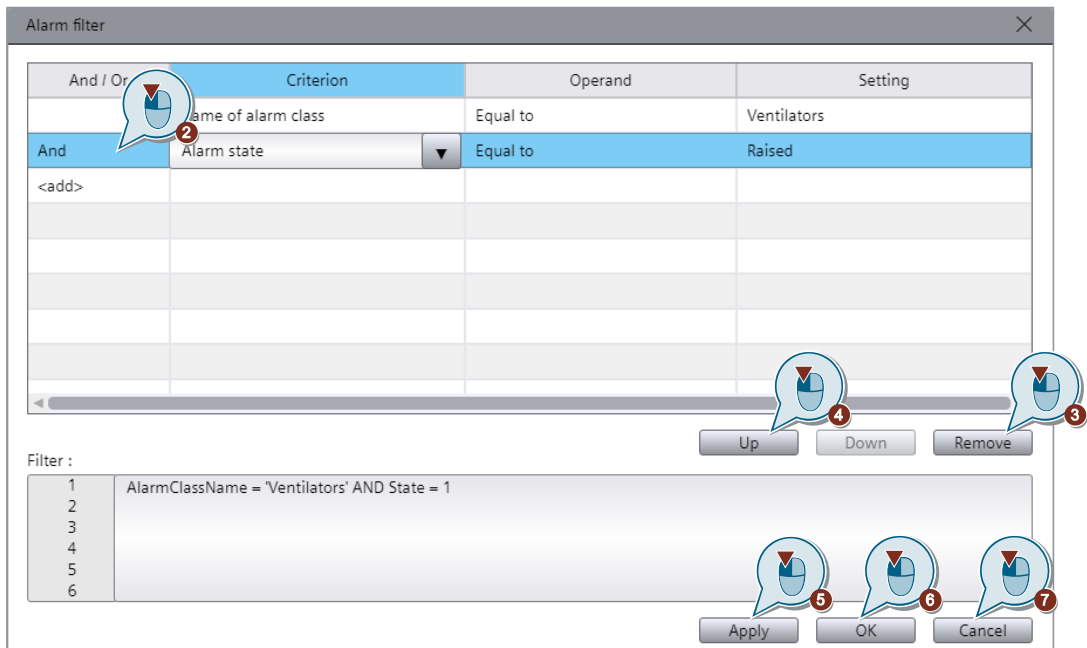 Alarm filter
And / Or Criterion Operand Setting
ame of alarm class Equal to Ventilators
2
And Alarm state Equal to Raised
<add>
4 3
Up Down Remove
Filter :
1 AlarmClassName = 'Ventilators' AND State = 1
2
3
4
5
6
5 6 7
Apply OK Cancel